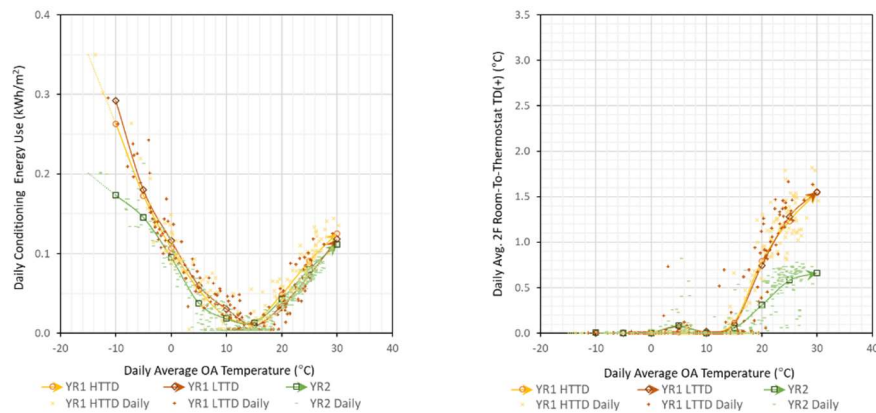 Daily Conditioning Energy Use (kWh/m²)
0.4
0.3
0.2
0.1
0.0
-20 -10 0 10 20 30 40
Daily Average OA Temperature (°C)
YR1 HTTD YR1 LTTD YR2
YR1 HTTD Daily YR1 LTTD Daily YR2 Daily
Daily Avg. 2F Room-To-Thermostat TD(+) (°C)
3.5
3.0
2.5
2.0
1.5
1.0
0.5
0.0
-20 -10 0 10 20 30 40
Daily Average OA Temperature (°C)
YR1 HTTD YR1 LTTD YR2
YR1 HTTD Daily YR1 LTTD Daily YR2 Daily